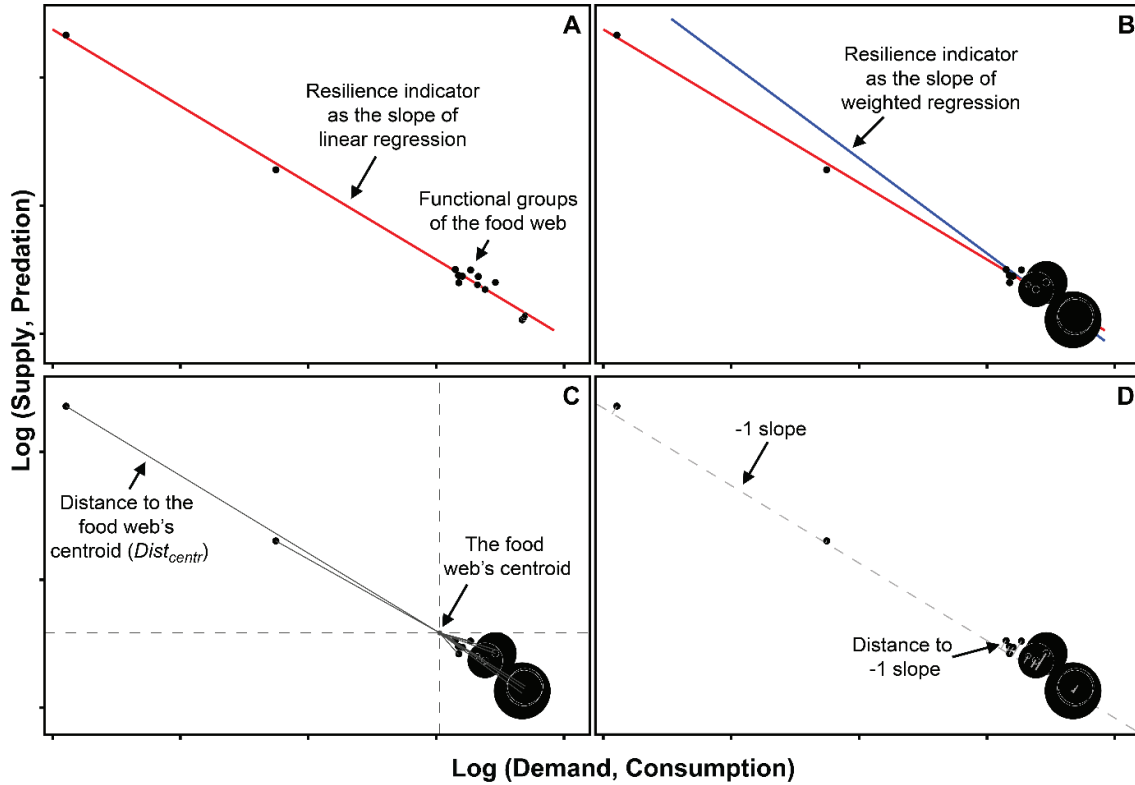 A
Resilience indicator
as the slope of
linear regression
Functional groups
of the food web
B
Resilience indicator
as the slope of
weighted regression
C
Distance to the
food web's
centroid (Dist_centr)
The food
web's centroid
D
-1 slope
Distance to
-1 slope
Log (Supply, Predation)
Log (Demand, Consumption)